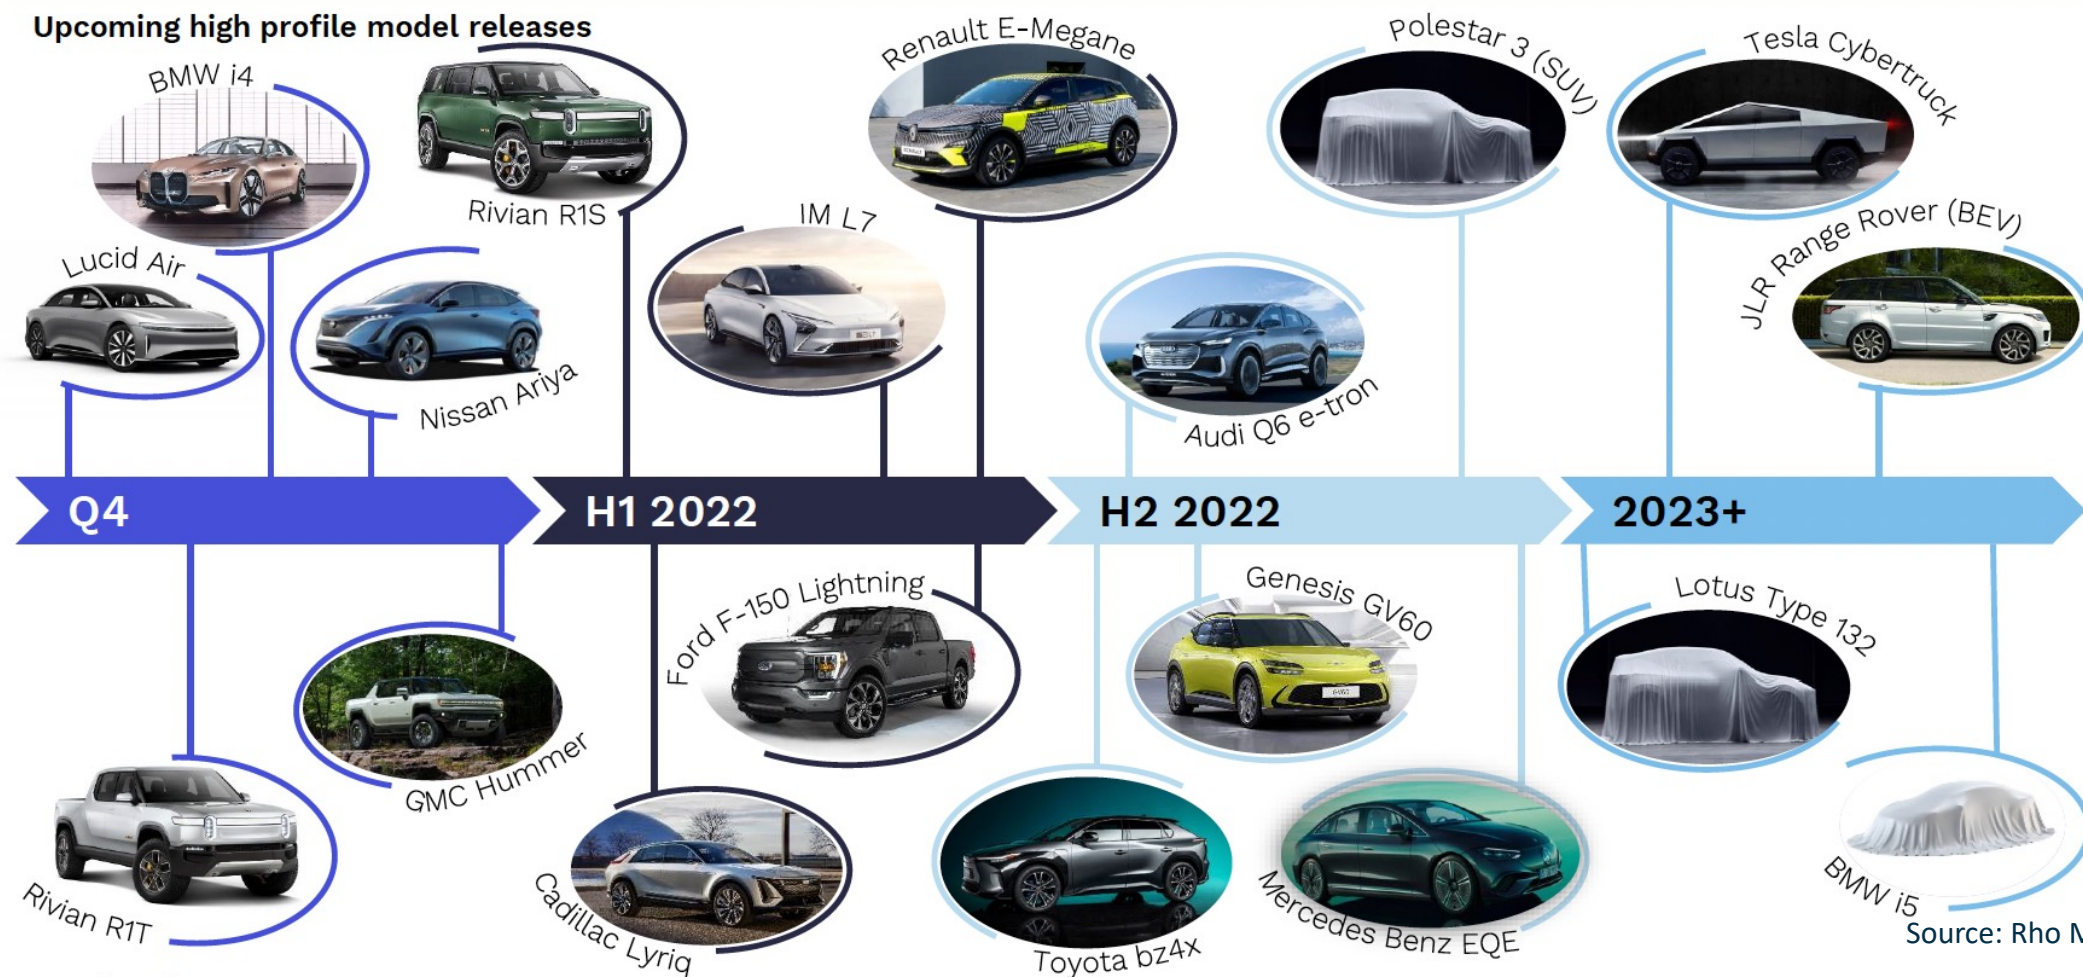 Upcoming high profile model releases
BMW i4
Rivian R1S
Renault E-Megane
Polestar 3 (SUV)
Tesla Cybertruck
Lucid Air
Nissan Ariya
IM L7
Audi Q6 e-tron
JLR Range Rover (BEV)
Q4
H1 2022
H2 2022
2023+
Rivian R1T
GMC Hummer
Ford F-150 Lightning
Cadillac Lyriq
Genesis GV60
GV60
Toyota bz4x
Mercedes Benz EQE
Lotus Type 132
BMW i5
Source: Rho M